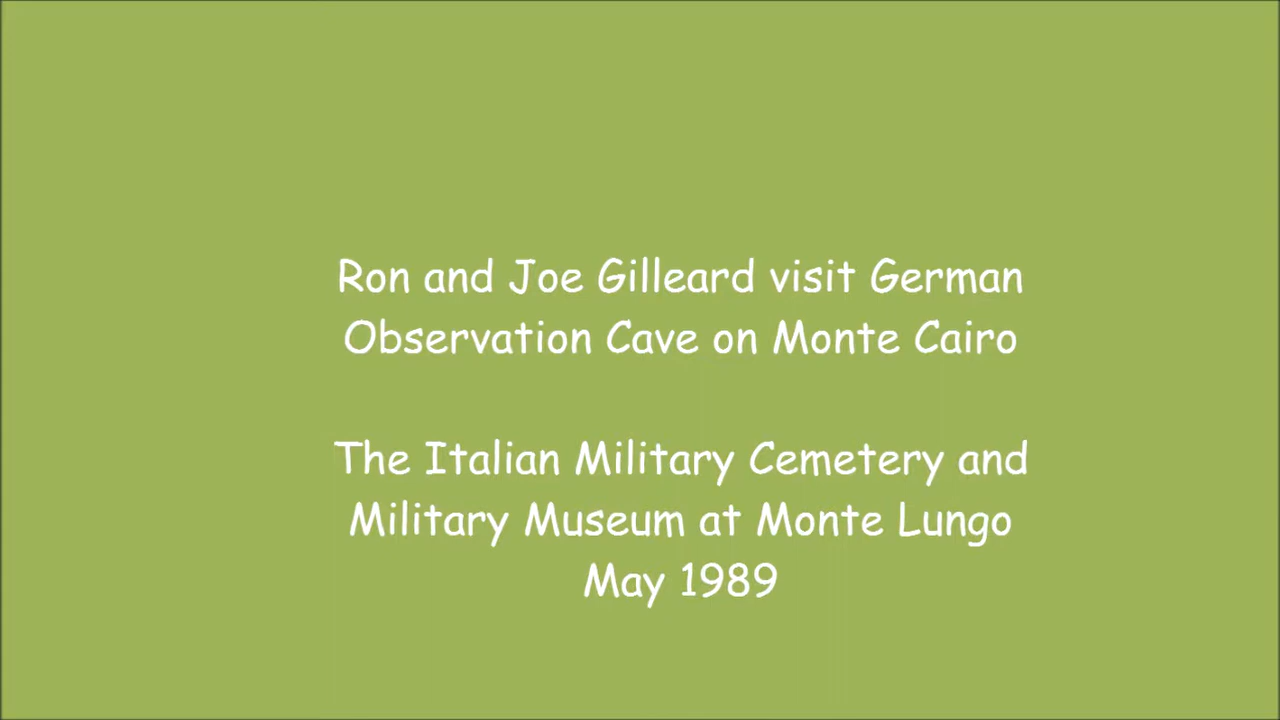 Ron and Joe Gilleard visit German
Observation Cave on Monte Cairo
The Italian Military Cemetery and
Military Museum at Monte Lungo
May 1989